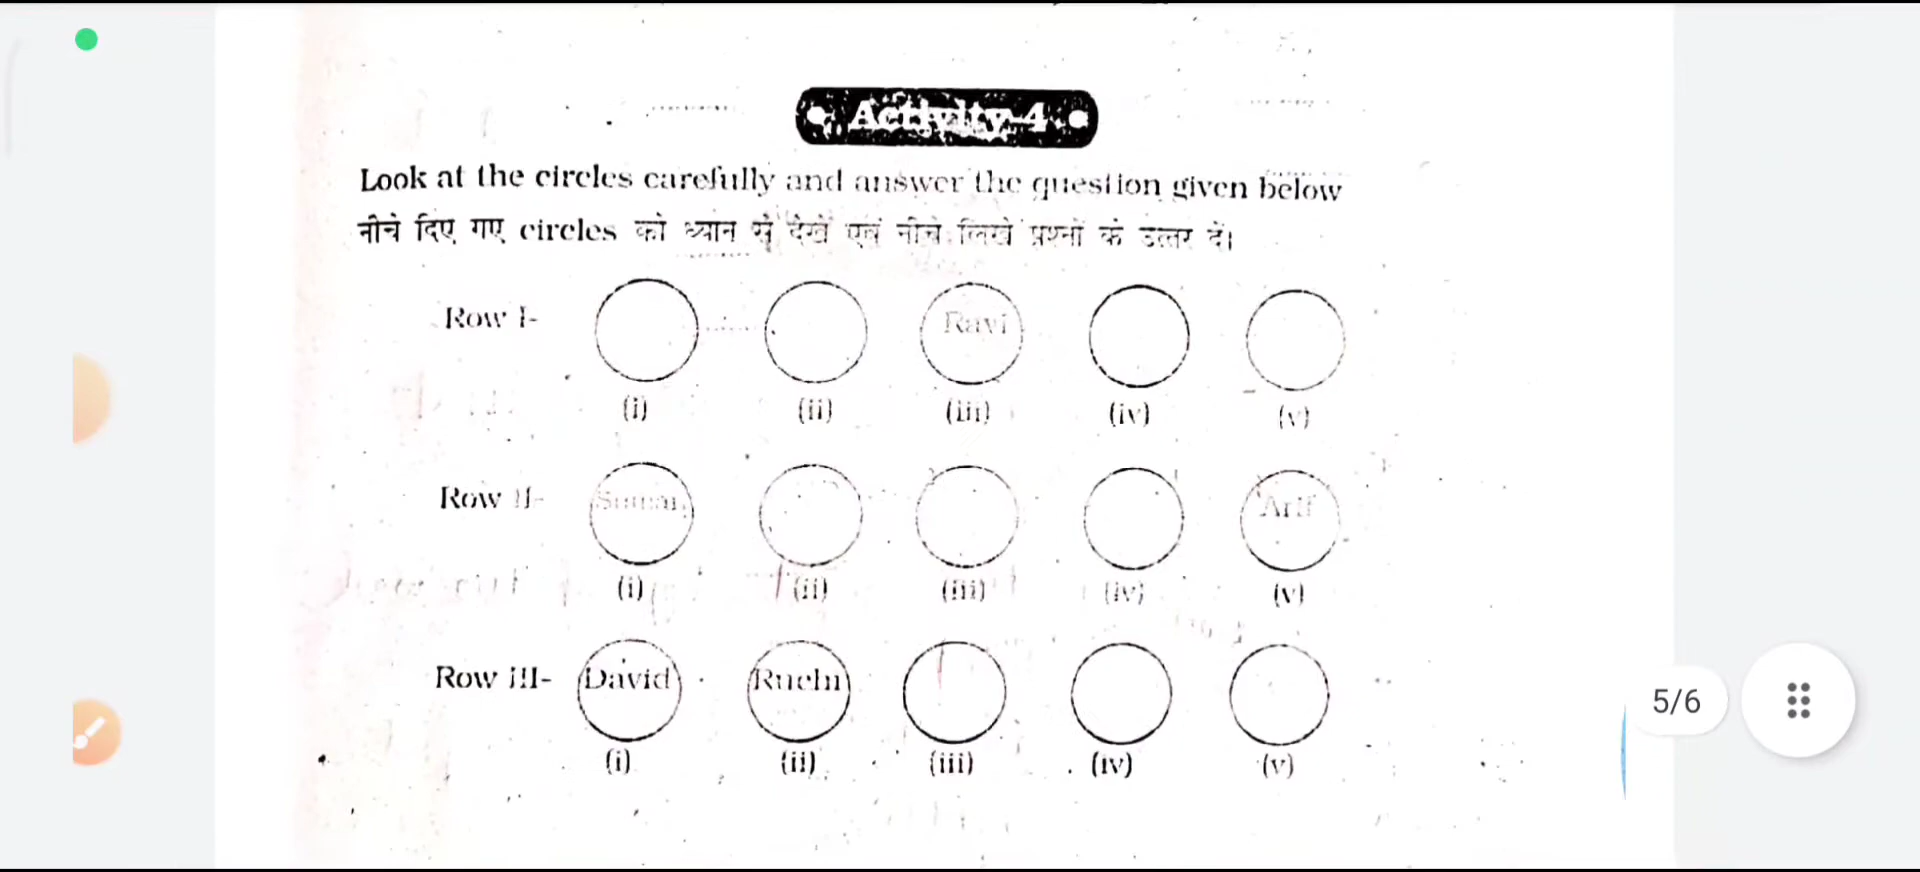 Activity-4
Look at the circles carefully and answer the question given below
नीचे दिए गए circles को ध्यान से देखें एवं नीचे लिखे प्रश्नों के उत्तर दें।
Row I- Ravi
(i) (ii) (iii) (iv) (v)
Row II- Arif
(i) (ii) (iii) (iv) (v)
Row III- David
(i) (ii) (iii) (iv) (v)
5/6